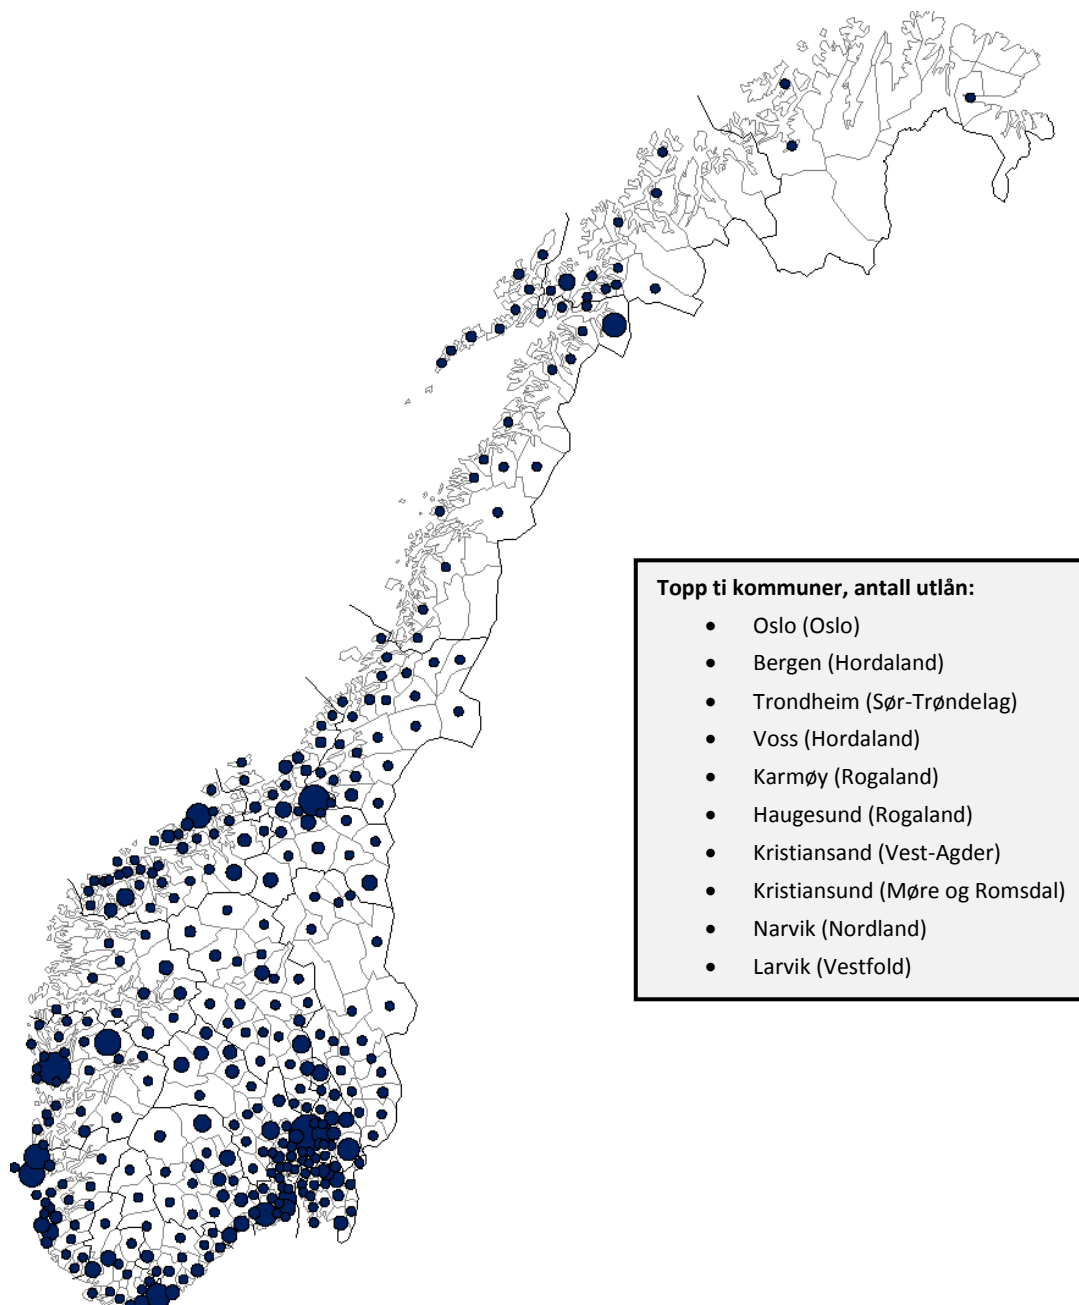 Topp ti kommuner, antall utlån:
• Oslo (Oslo)
• Bergen (Hordaland)
• Trondheim (Sør-Trøndelag)
• Voss (Hordaland)
• Karmøy (Rogaland)
• Haugesund (Rogaland)
• Kristiansand (Vest-Agder)
• Kristiansund (Møre og Romsdal)
• Narvik (Nordland)
• Larvik (Vestfold)